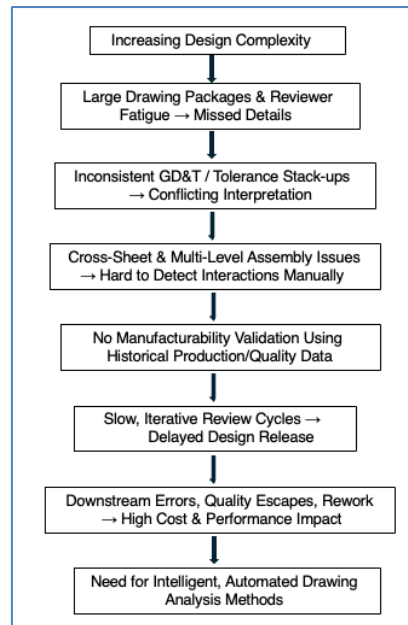 Increasing Design Complexity
Large Drawing Packages & Reviewer
Fatigue → Missed Details
Inconsistent GD&T / Tolerance Stack-ups
→ Conflicting Interpretation
Cross-Sheet & Multi-Level Assembly Issues
→ Hard to Detect Interactions Manually
No Manufacturability Validation Using
Historical Production/Quality Data
Slow, Iterative Review Cycles →
Delayed Design Release
Downstream Errors, Quality Escapes, Rework
→ High Cost & Performance Impact
Need for Intelligent, Automated Drawing
Analysis Methods